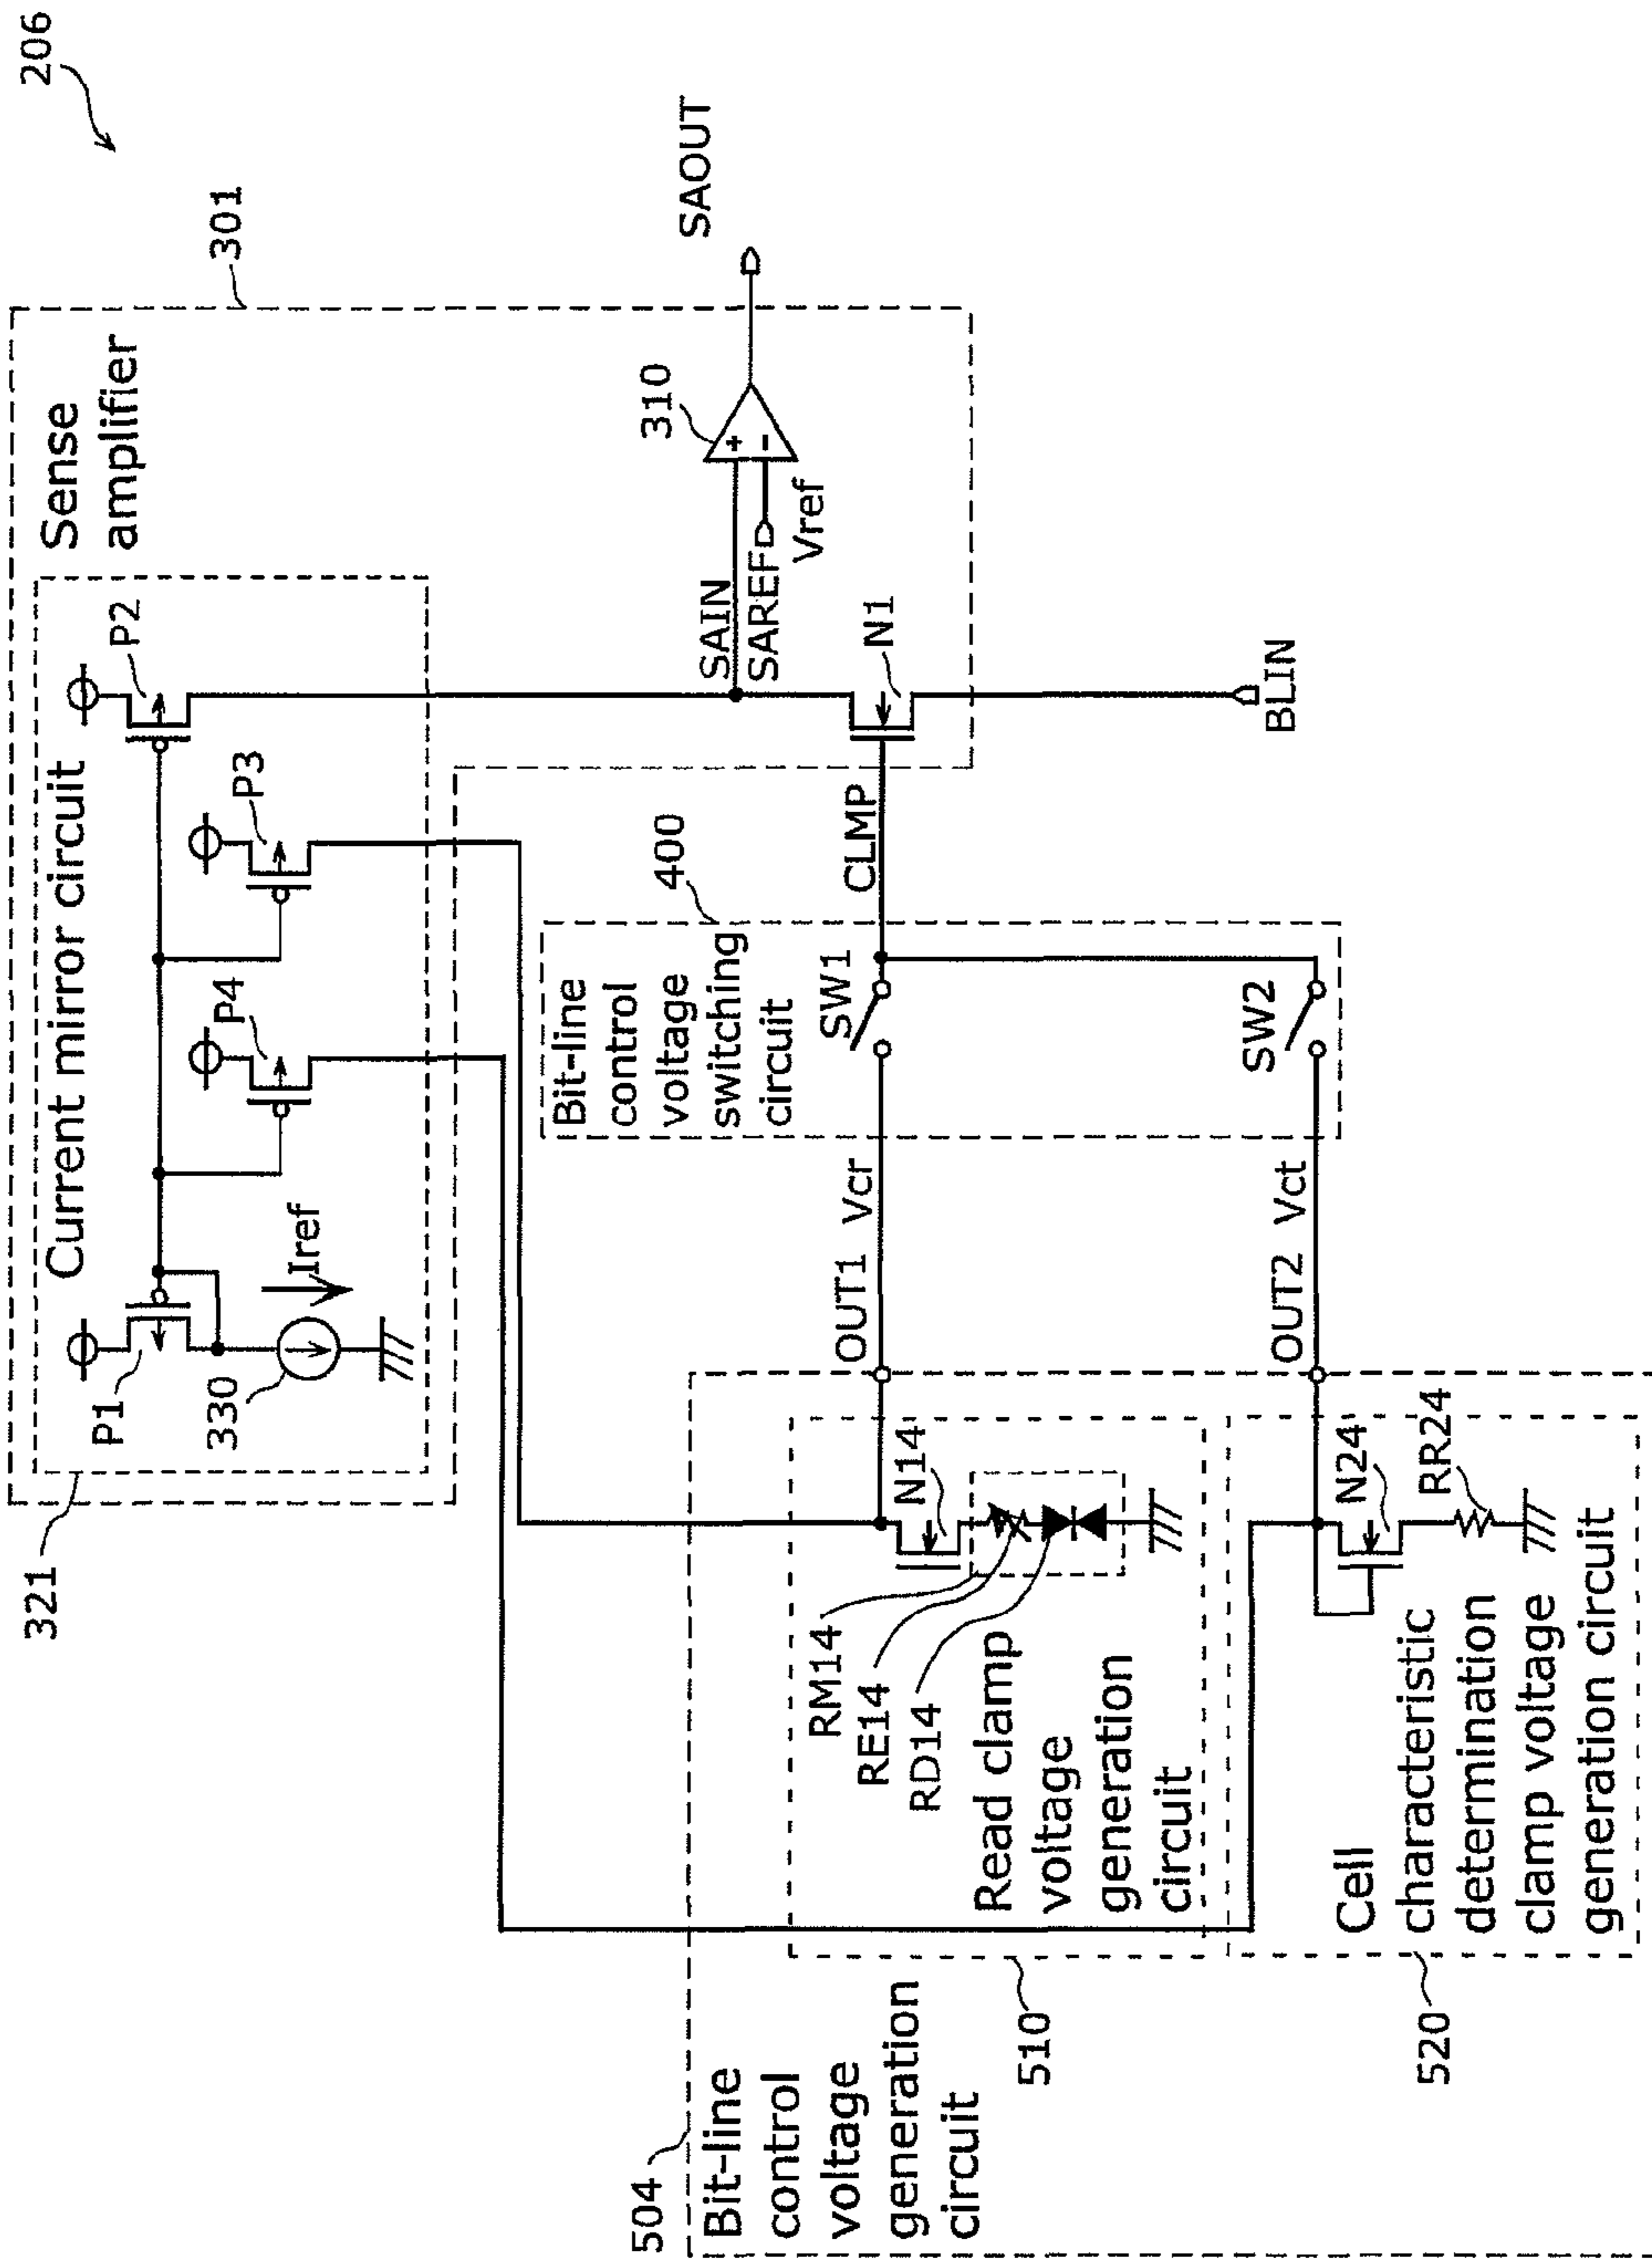 206
301
Sense
amplifier
321
Current mirror circuit
P1
P2
P3
P4
330
Iref
SAIN
SAREF
Vref
310
+
-
SAOUT
N1
BLIN
CLMP
400
Bit-line
control
voltage
switching
circuit
SW1
SW2
OUT1 Vcr
OUT2 Vct
504
Bit-line
control
voltage
generation
circuit
510
N14
RM14
RE14
RD14
Read clamp
voltage
generation
circuit
520
N24
RR24
Cell
characteristic
determination
clamp voltage
generation circuit